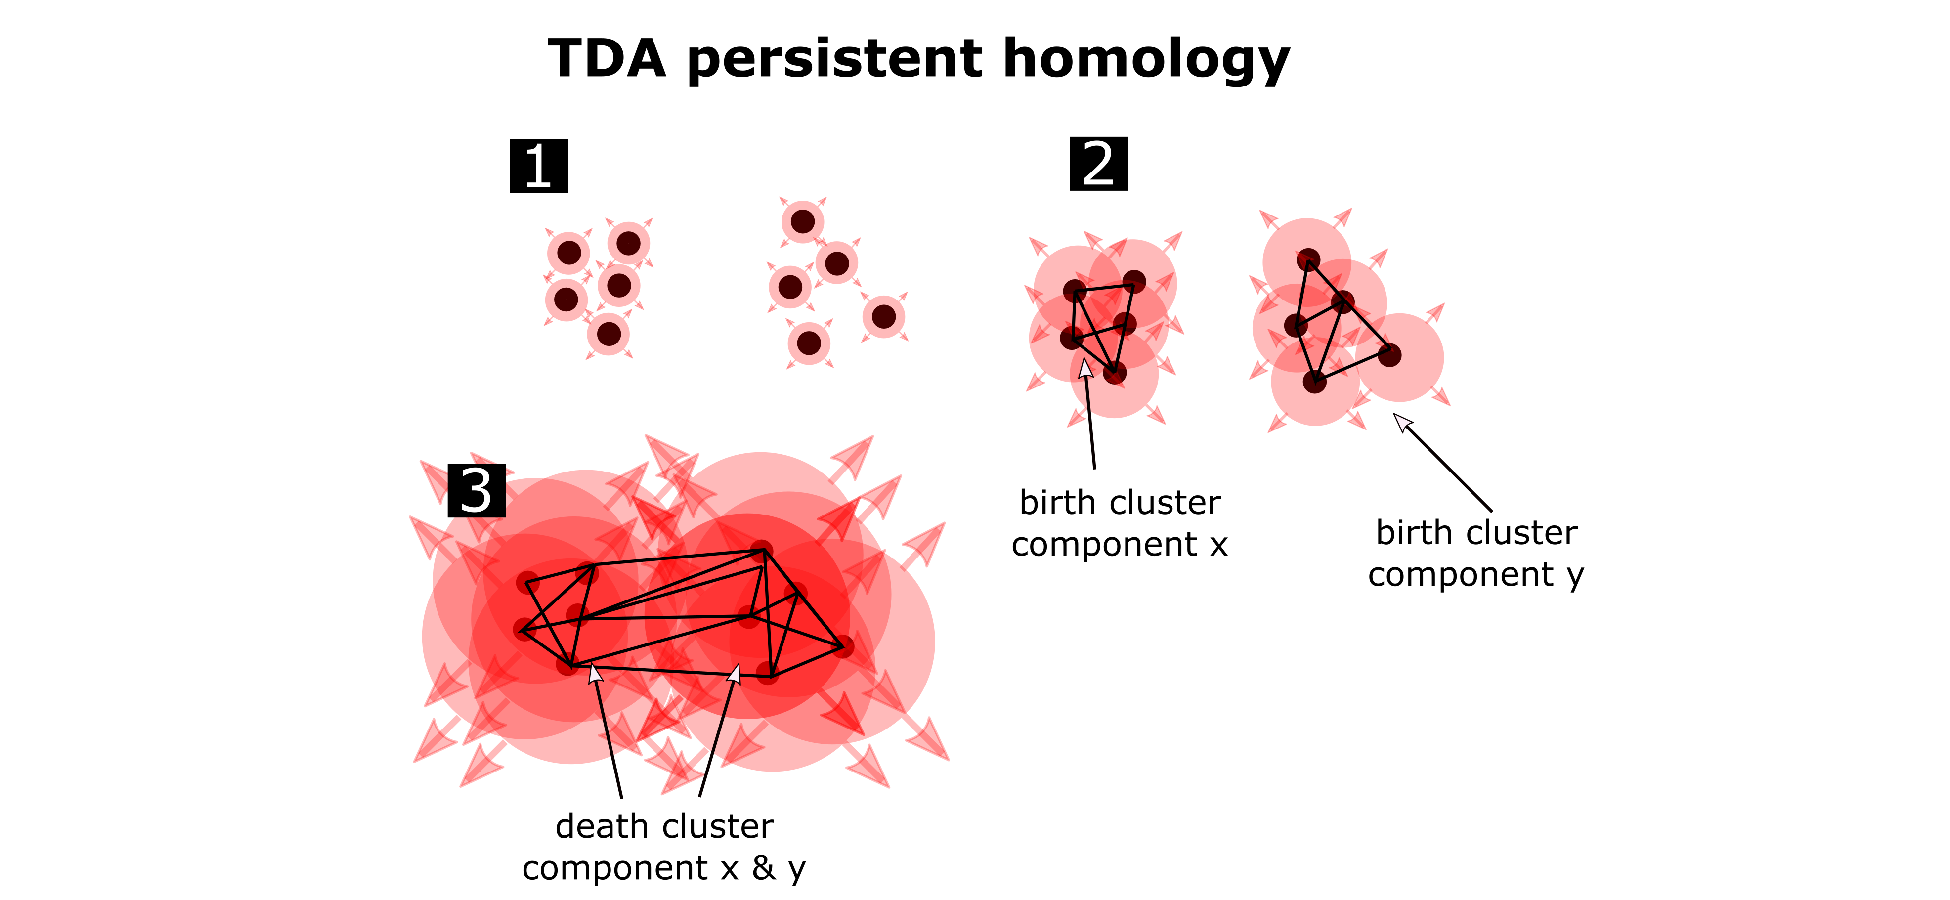 TDA persistent homology
1
2
3
birth cluster
component x
birth cluster
component y
death cluster
component x & y